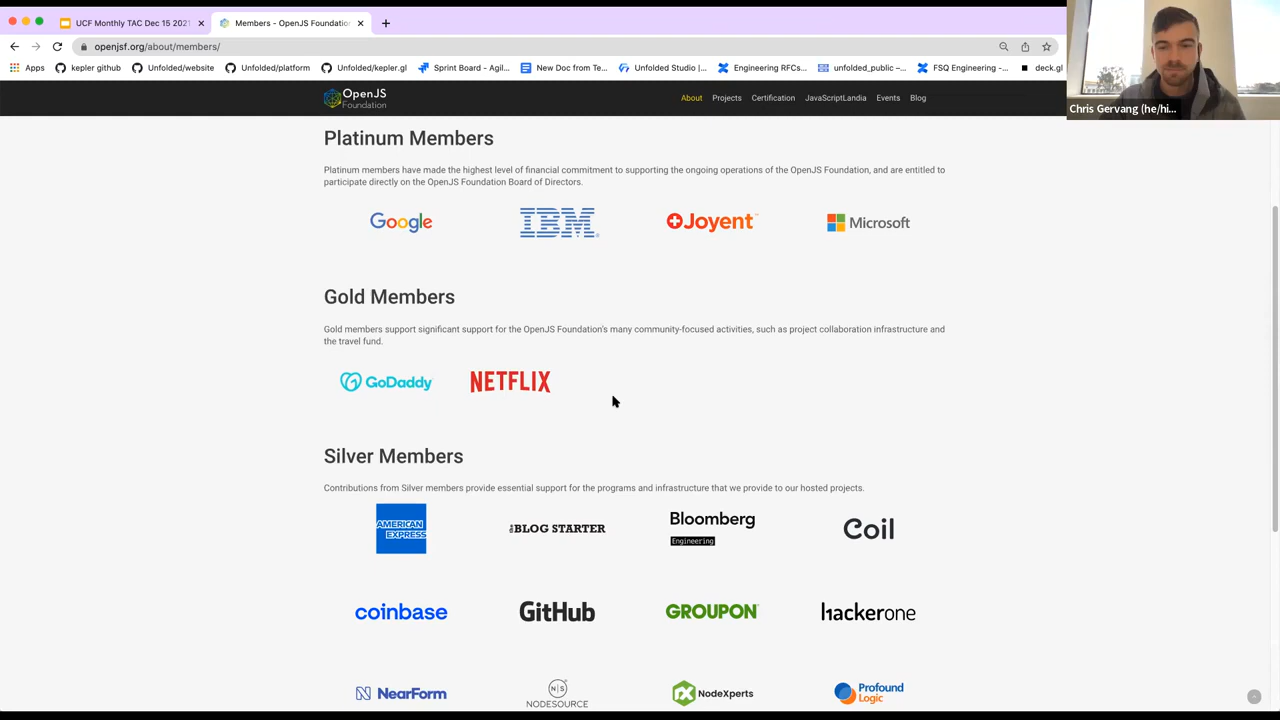 UCF Monthly TAC Dec 15 2021
Members - OpenJS Foundation
openjsf.org/about/members/
Apps
kepler github
Unfolded/website
Unfolded/platform
Unfolded/kepler.gl
Sprint Board - Agil...
New Doc from Te...
Unfolded Studio |...
Engineering RFCs...
unfolded_public –...
FSQ Engineering -...
deck.gl
Chris Gervang (he/hi...
OpenJS
Foundation
About
Projects
Certification
JavaScriptLandia
Events
Blog
Platinum Members
Platinum members have made the highest level of financial commitment to supporting the ongoing operations of the OpenJS Foundation, and are entitled to
participate directly on the OpenJS Foundation Board of Directors.
Google
IBM
Joyent
Microsoft
Gold Members
Gold members support significant support for the OpenJS Foundation's many community-focused activities, such as project collaboration infrastructure and
the travel fund.
GoDaddy
NETFLIX
Silver Members
Contributions from Silver members provide essential support for the programs and infrastructure that we provide to our hosted projects.
AMERICAN
EXPRESS
BLOG STARTER
Bloomberg
Engineering
Coil
coinbase
GitHub
GROUPON
hackerone
NearForm
N|S
NODESOURCE
NodeXperts
Profound
Logic